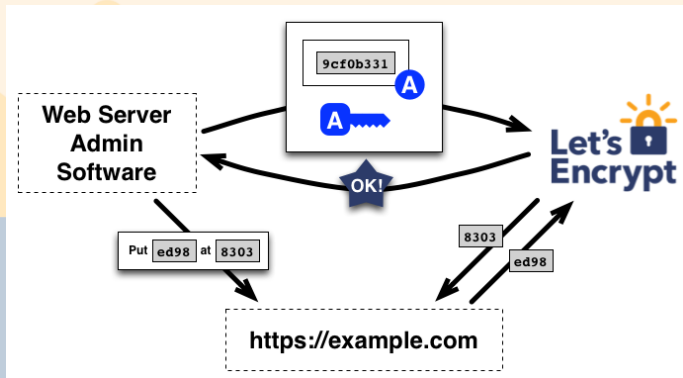 9cf0b331
A
A
Web Server
Admin
Software
Let's
Encrypt
OK!
Put ed98 at 8303
8303
ed98
https://example.com